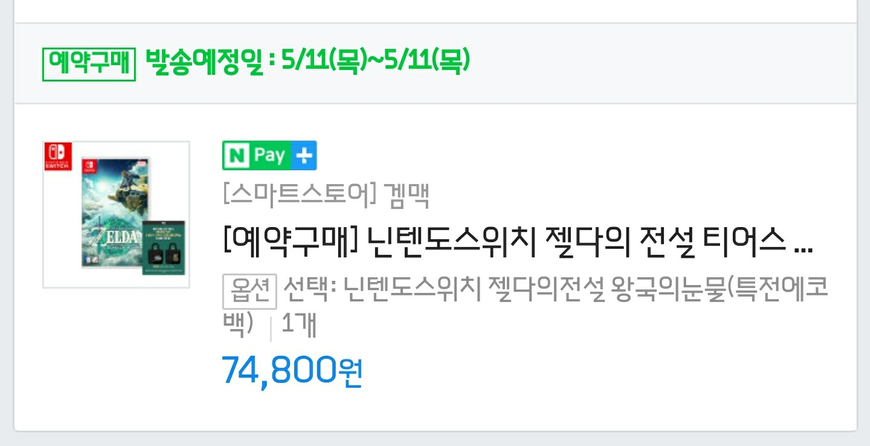 예약구매 발송예정일 : 5/11(목)~5/11(목)
N Pay +
[스마트스토어] 겜맥
[예약구매] 닌텐도스위치 젤다의 전설 티어스 ...
옵션 선택: 닌텐도스위치 젤다의전설 왕국의눈물(특전에코
백) | 1개
74,800원
SWITCH
ZELDA